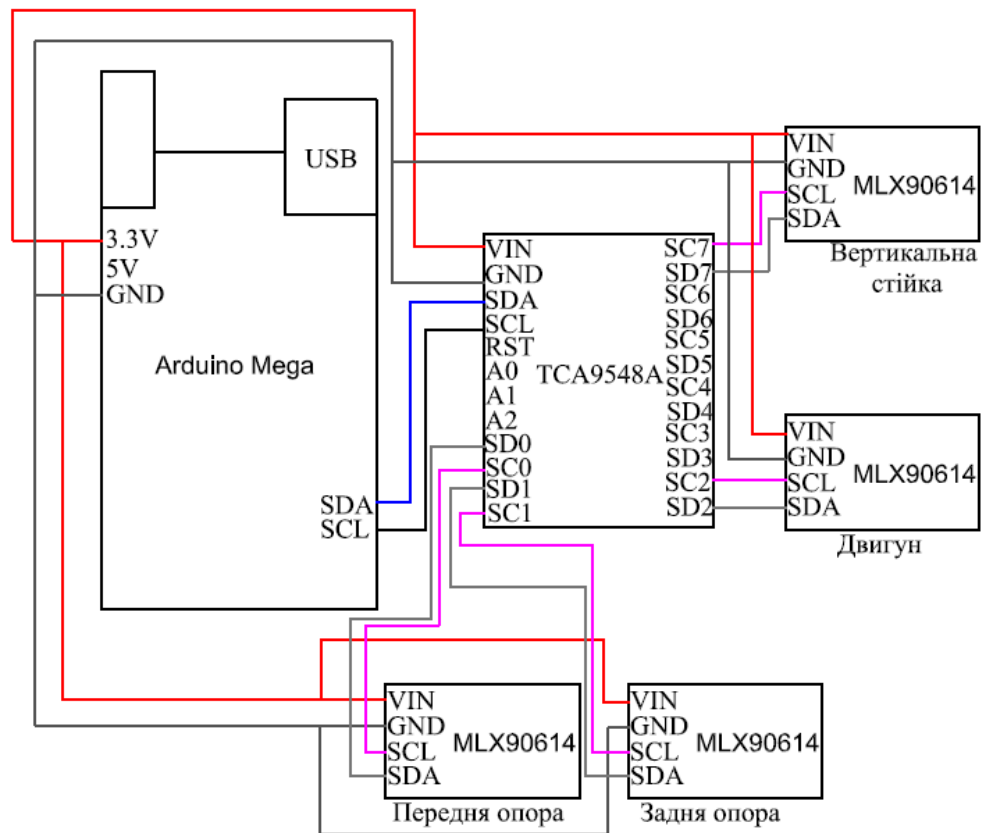 USB
3.3V
5V
GND
Arduino Mega
SDA
SCL
VIN
GND
SDA
SCL
RST
A0
A1
A2
SD0
SC0
SD1
SC1
TCA9548A
SC7
SD7
SC6
SD6
SC5
SD5
SC4
SD4
SC3
SD3
SC2
SD2
VIN
GND
SCL
SDA
MLX90614
Вертикальна
стійка
VIN
GND
SCL
SDA
MLX90614
Двигун
VIN
GND
SCL
SDA
MLX90614
Передня опора
VIN
GND
SCL
SDA
MLX90614
Задня опора